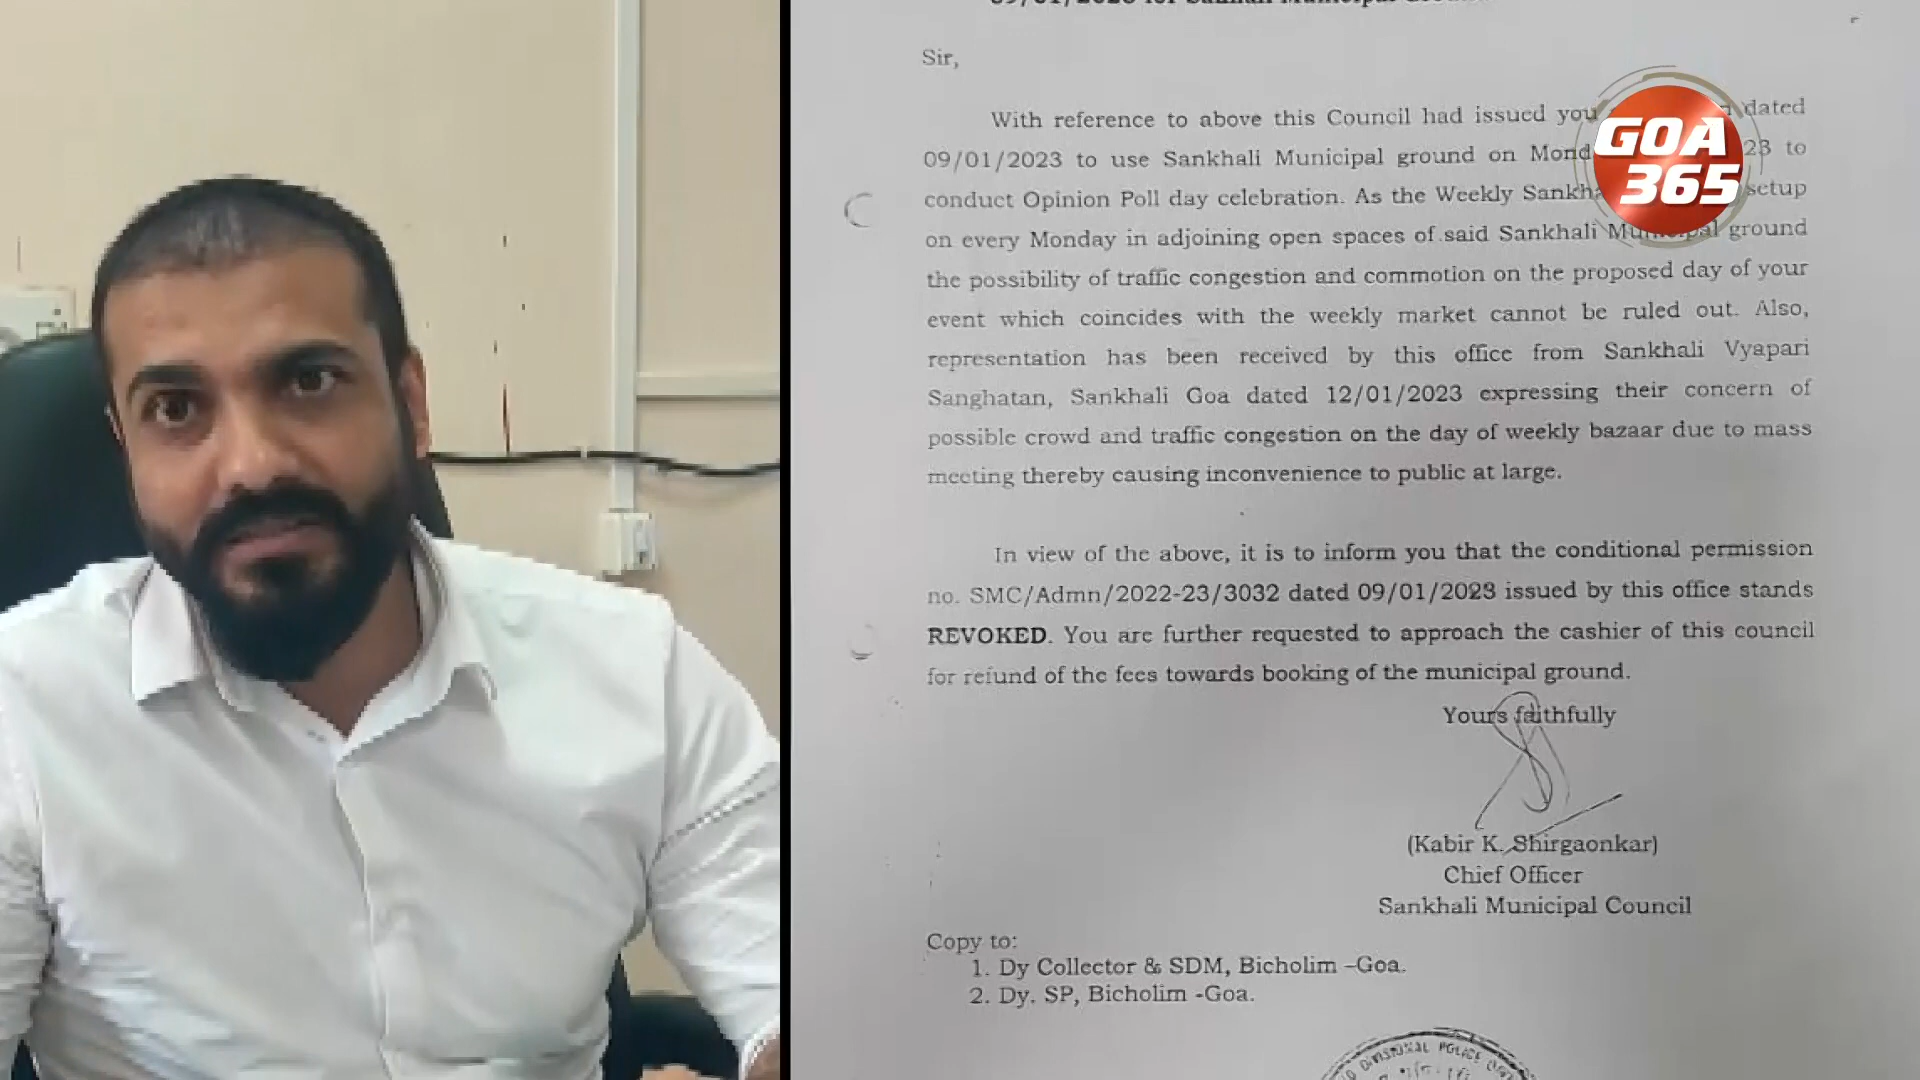 Sir,
With reference to above this Council had issued you dated
09/01/2023 to use Sankhali Municipal ground on 23 to
conduct Opinion Poll day celebration. As the Weekly setup
on every Monday in adjoining open spaces of said Sankhali Municipal ground
the possibility of traffic congestion and commotion on the proposed day of your
event which coincides with the weekly market cannot be ruled out. Also,
representation has been received by this office from Sankhali Vyapari
Sanghatan, Sankhali Goa dated 12/01/2023 expressing their concern of
possible crowd and traffic congestion on the day of weekly bazaar due to mass
meeting thereby causing inconvenience to public at large.
In view of the above, it is to inform you that the conditional permission
no. SMC/Admn/2022-23/3032 dated 09/01/2023 issued by this office stands
REVOKED. You are further requested to approach the cashier of this council
for refund of the fees towards booking of the municipal ground.
Yours faithfully
(Kabir K. Shirgaonkar)
Chief Officer
Sankhali Municipal Council
Copy to:
1. Dy Collector & SDM, Bicholim -Goa.
2. Dy. SP, Bicholim -Goa.
DIVISIONAL POLICE
GOA
365